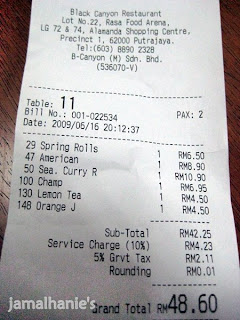 Black Canyon Restaurant
Lot No.22, Rasa Food Arena,
LG 72 & 74, Alamanda Shopping Centre,
Precinct 1, 62000 Putrajaya.
Tel:(603) 8890 2328
B-Canyon (M) Sdn. Bhd.
(536070-V)
Table: 11
Bill No.: 001-022534 PAX: 2
Date: 2009/06/16 20:12:37
29 Spring Rolls 1 RM6.50
47 American 1 RM8.90
50 Sea. Curry R 1 RM10.90
100 Champ 1 RM6.95
130 Lemon Tea 1 RM4.50
148 Orange J 1 RM4.50
Sub-Total RM42.25
Service Charge (10%) RM4.23
5% Grvt Tax RM2.11
Rounding RM0.01
Grand Total RM48.60
jamalhanie's